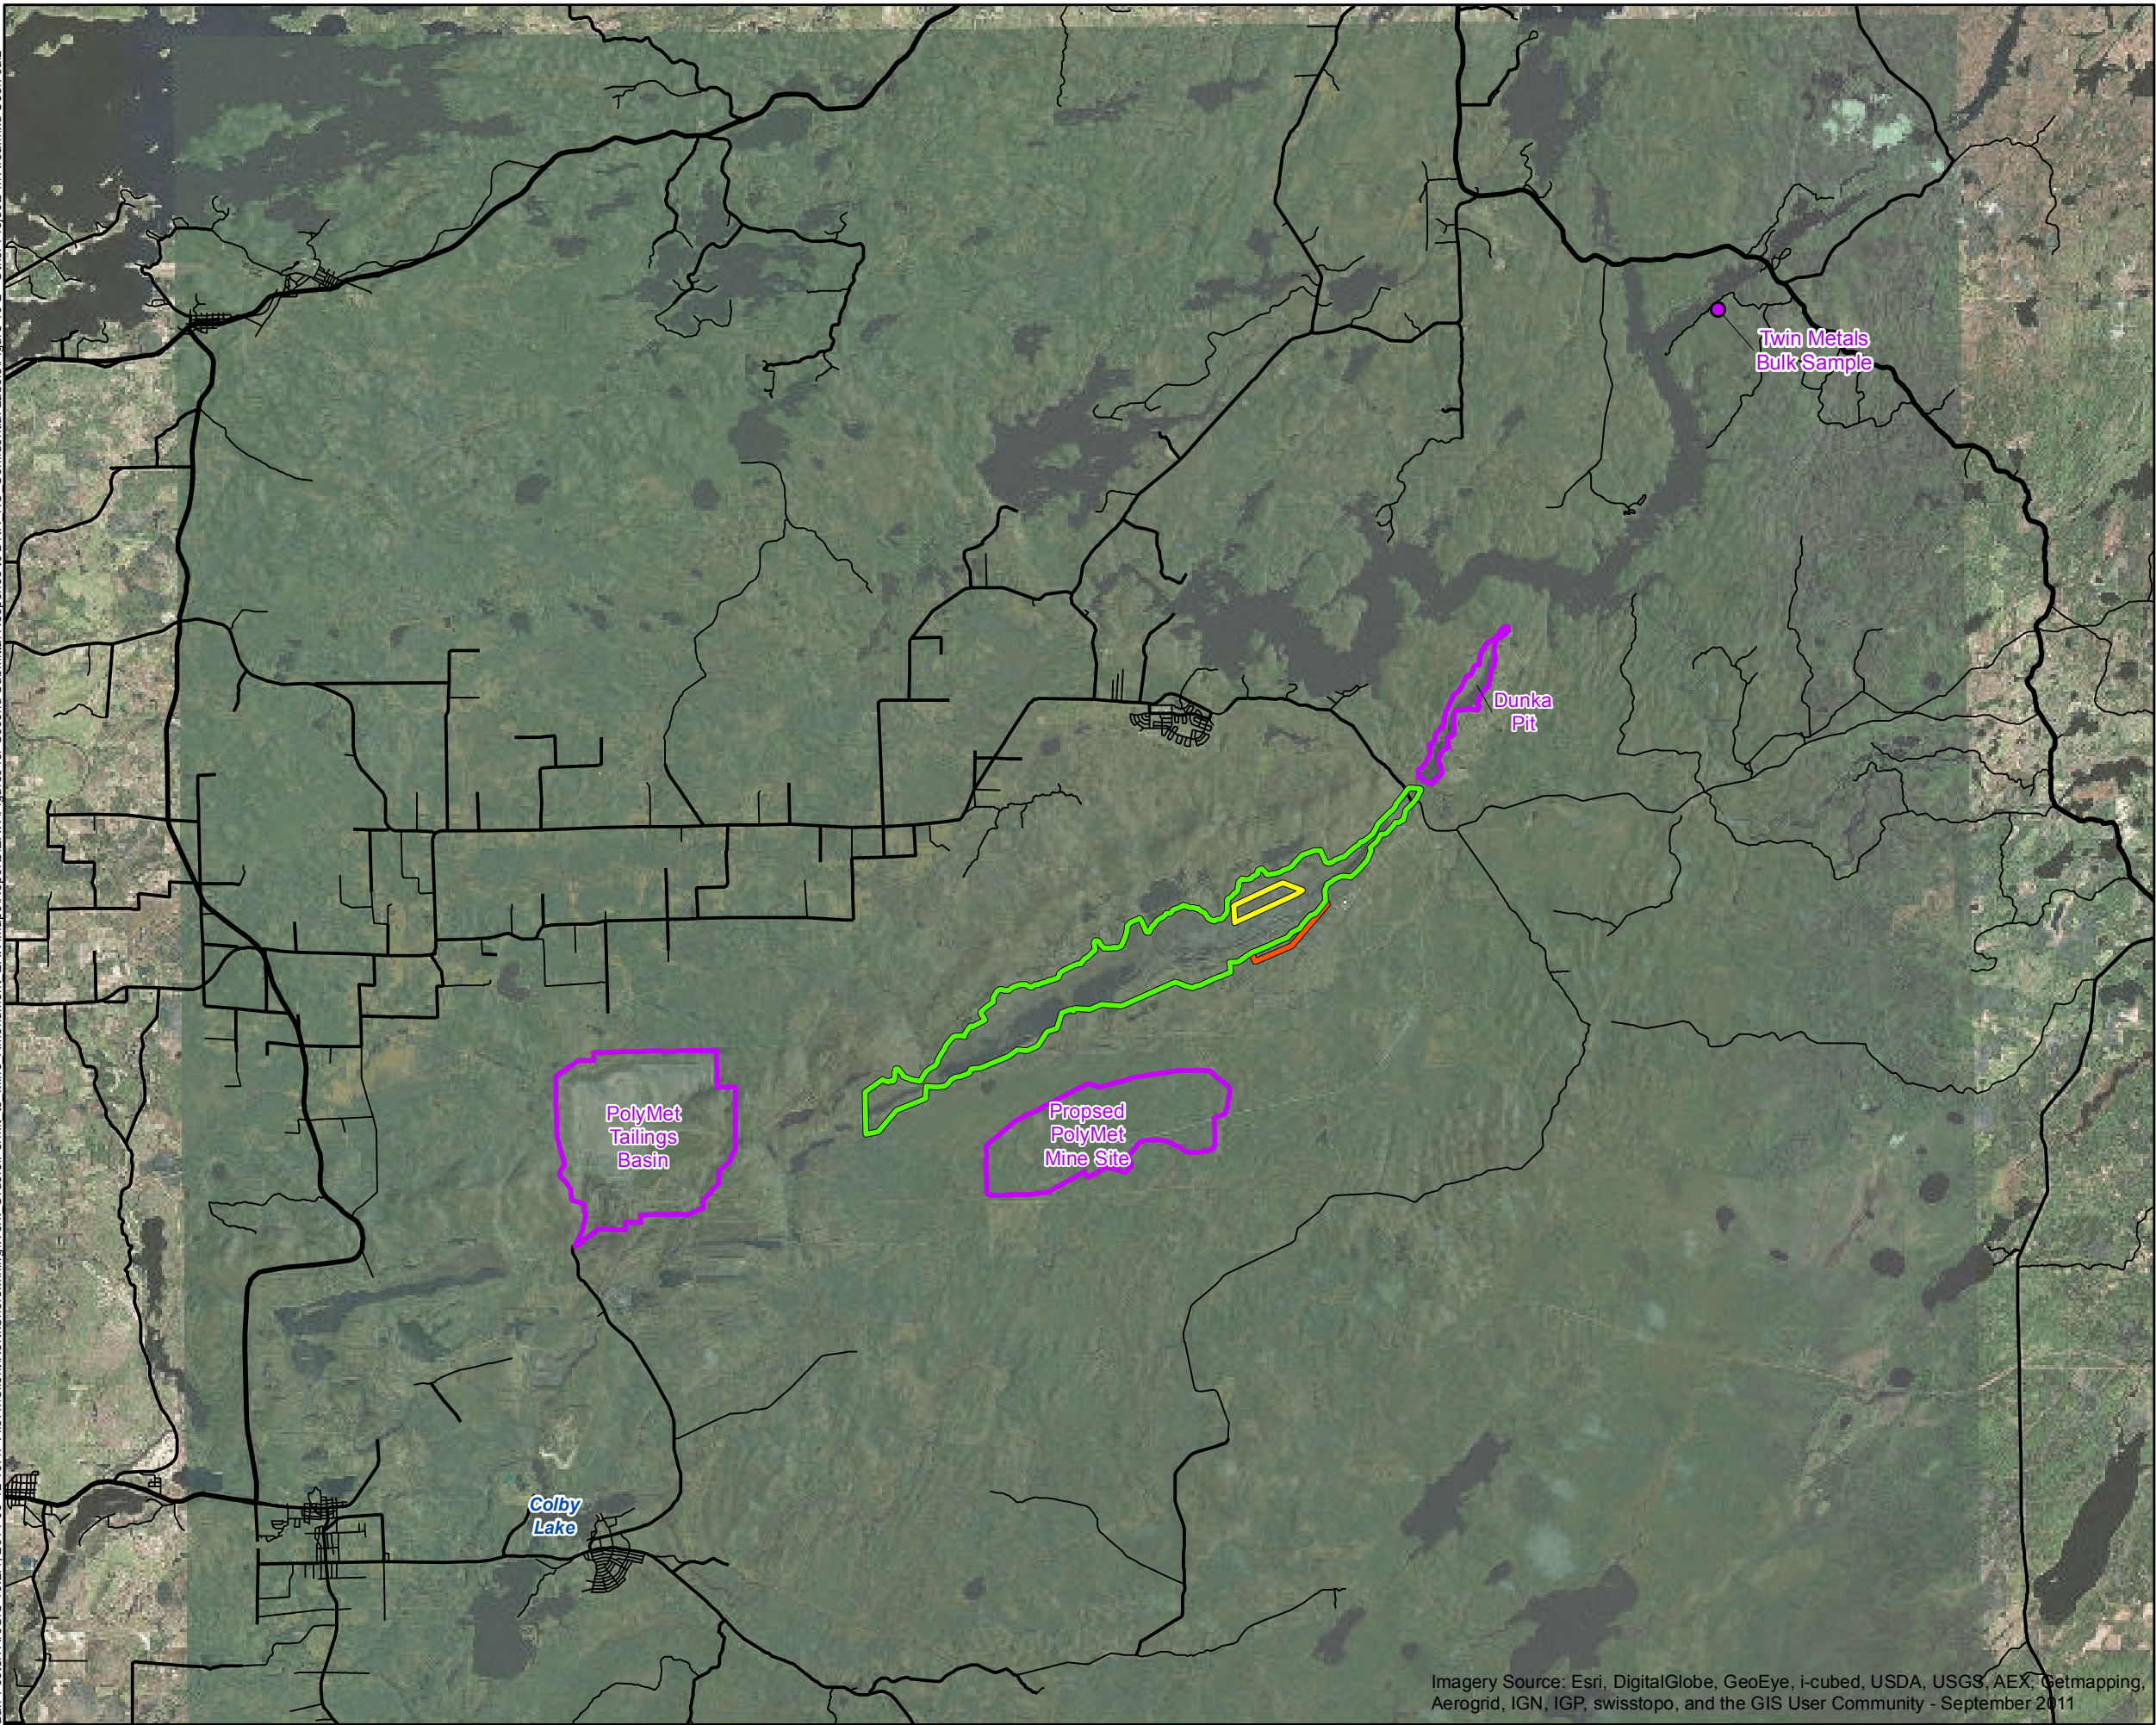 Twin Metals
Bulk Sample
Dunka
Pit
PolyMet
Tailings
Basin
Propsed
PolyMet
Mine Site
Colby
Lake
Imagery Source: Esri, DigitalGlobe, GeoEye, i-cubed, USDA, USGS, AEX, Getmapping,
Aerogrid, IGN, IGP, swisstopo, and the GIS User Community - September 2011